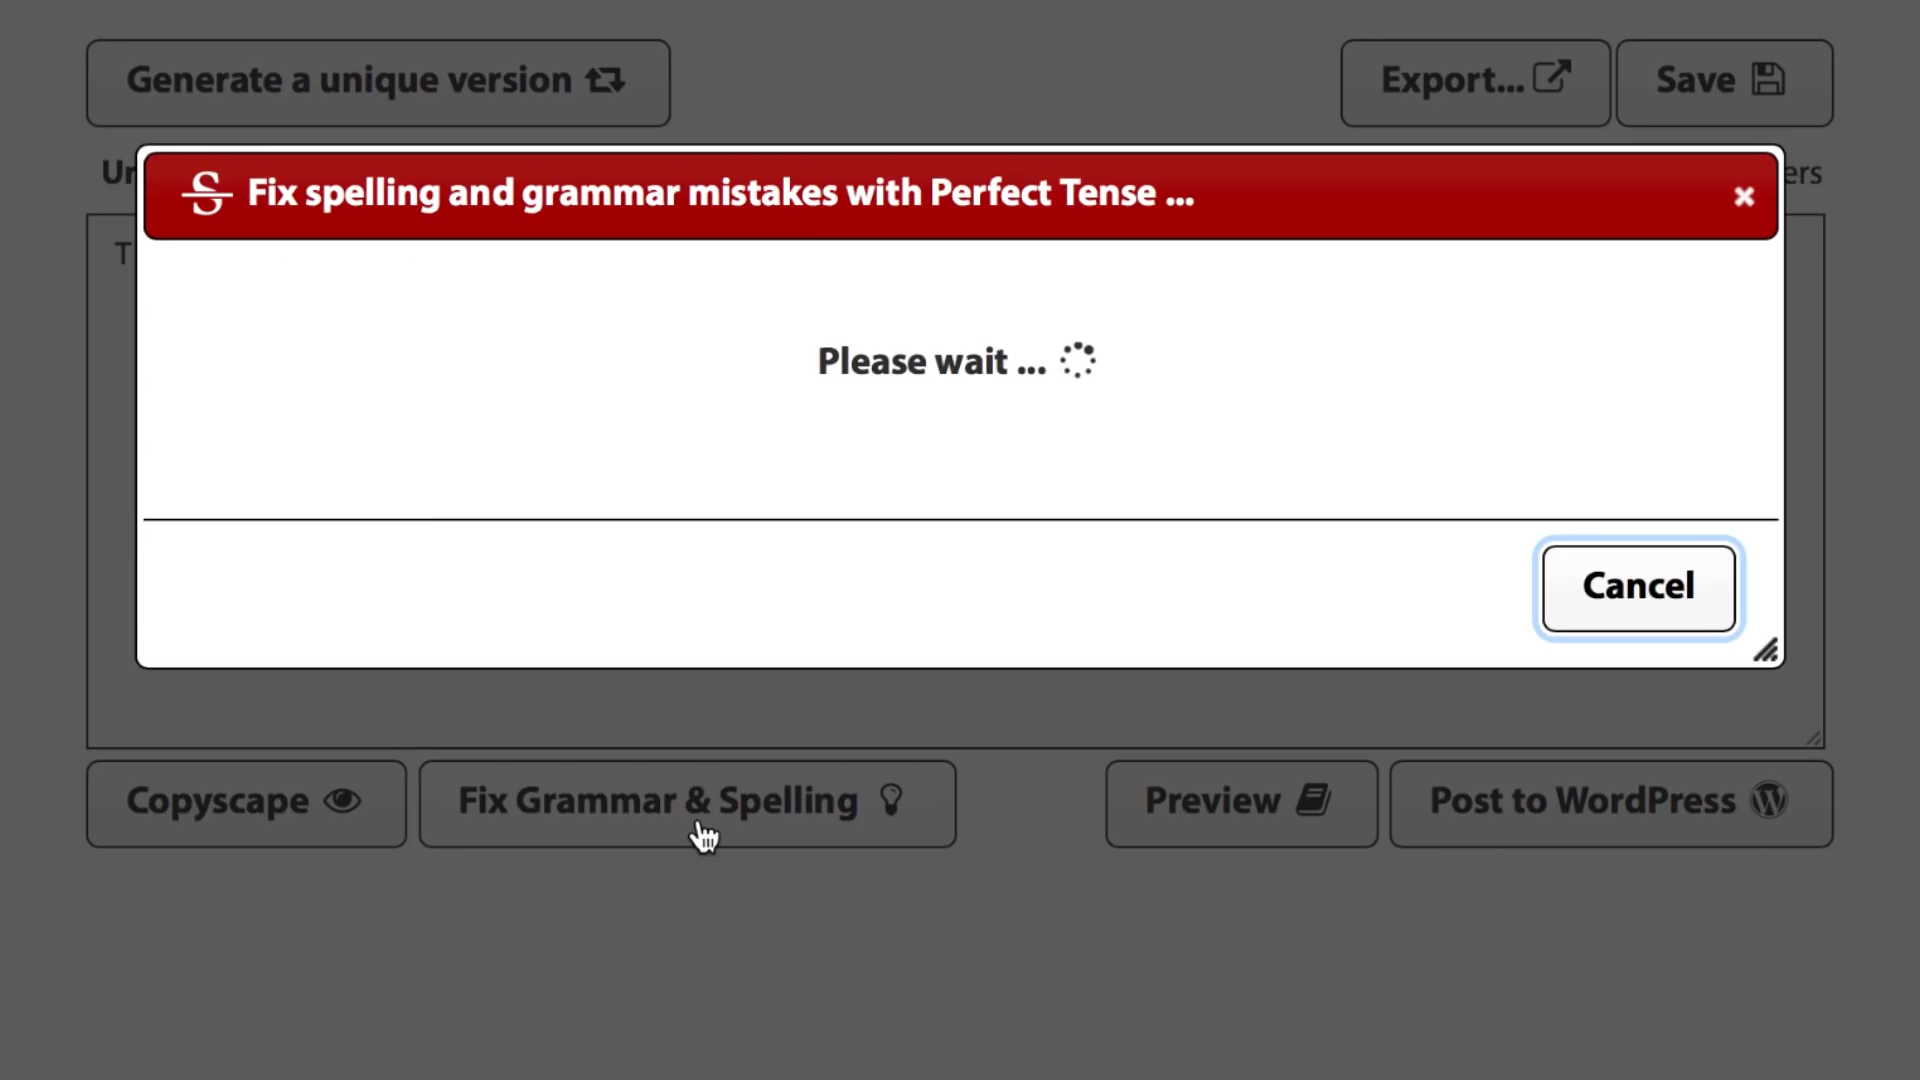 Generate a unique version
Export...
Save
Fix spelling and grammar mistakes with Perfect Tense ...
Please wait ...
Cancel
Copyscape
Fix Grammar & Spelling
Preview
Post to WordPress